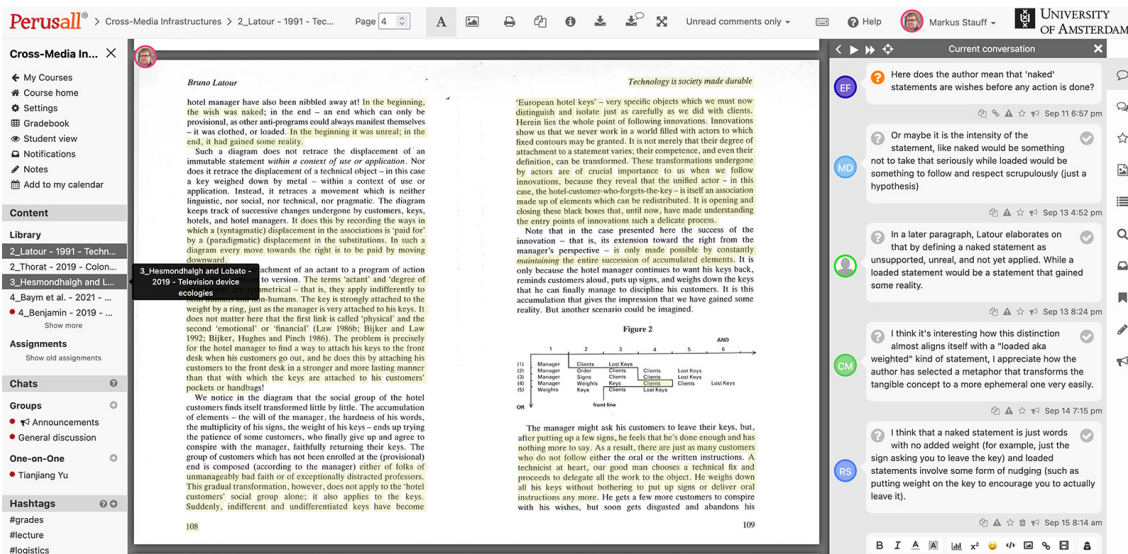 Perusall® > Cross-Media Infrastructures > 2_Latour - 1991 - Tec... Page 4 A Unread comments only Help Markus Stauff UNIVERSITY OF AMSTERDAM
Cross-Media In... ×
My Courses
Course home
Settings
Gradebook
Student view
Notifications
Notes
Add to my calendar
Content
Library
2_Latour - 1991 - Techn...
2_Thorat - 2019 - Colon...
3_Hesmondhalgh and L...
4_Baym et al. - 2021 - ...
4_Benjamin - 2019 - ...
Show more
Assignments
Show old assignments
Chats
Groups
Announcements
General discussion
One-on-One
Tianjiang Yu
Hashtags
#grades
#lecture
#logistics
3_Hesmondhalgh and Lobato -
2019 - Television device
ecologies
Bruno Latour
hotel manager have also been nibbled away at! In the beginning,
the wish was naked; in the end – an end which can only be
provisional, as other anti-programs could always manifest themselves
– it was clothed, or loaded. In the beginning it was unreal; in the
end, it had gained some reality.
Such a diagram does not retrace the displacement of an
immutable statement within a context of use or application. Nor
does it retrace the displacement of a technical object – in this case
a key weighed down by metal – within a context of use or
application. Instead, it retraces a movement which is neither
linguistic, nor social, nor technical, nor pragmatic. The diagram
keeps track of successive changes undergone by customers, keys,
hotels, and hotel managers. It does this by recording the ways in
which a (syntagmatic) displacement in the associations is 'paid for'
by a (paradigmatic) displacement in the substitutions. In such a
diagram every move towards the right is to be paid by moving
downward.
achment of an actant to a program of action
en to version. The terms 'actant' and 'degree of
metrical – that is, they apply indifferently to
both humans and non-humans. The key is strongly attached to the
weight by a ring, just as the manager is very attached to his keys. It
does not matter here that the first link is called 'physical' and the
second 'emotional' or 'financial' (Law 1986b; Bijker and Law
1992; Bijker, Hughes and Pinch 1986). The problem is precisely
for the hotel manager to find a way to attach his keys to the front
desk when his customers go out, and he does this by attaching his
customers to the front desk in a stronger and more lasting manner
than that with which the keys are attached to his customers'
pockets or handbags!
We notice in the diagram that the social group of the hotel
customers finds itself transformed little by little. The accumulation
of elements – the will of the manager, the hardness of his words,
the multiplicity of his signs, the weight of his keys – ends up trying
the patience of some customers, who finally give up and agree to
conspire with the manager, faithfully returning their keys. The
group of customers which has not been enrolled at the (provisional)
end is composed (according to the manager) either of folks of
unmanageably bad faith or of exceptionally distracted professors.
This gradual transformation, however, does not apply to the 'hotel
customers' social group alone; it also applies to the keys.
Suddenly, indifferent and undifferentiated keys have become
108
Technology is society made durable
'European hotel keys' – very specific objects which we must now
distinguish and isolate just as carefully as we did with clients.
Herein lies the whole point of following innovations. Innovations
show us that we never work in a world filled with actors to which
fixed contours may be granted. It is not merely that their degree of
attachment to a statement varies; their competence, and even their
definition, can be transformed. These transformations undergone
by actors are of crucial importance to us when we follow
innovations, because they reveal that the unified actor – in this
case, the hotel-customer-who-forgets-the-key – is itself an association
made up of elements which can be redistributed. It is opening and
closing these black boxes that, until now, have made understanding
the entry points of innovations such a delicate process.
Note that in the case presented here the success of the
innovation – that is, its extension toward the right from the
manager's perspective – is only made possible by constantly
maintaining the entire succession of accumulated elements. It is
only because the hotel manager continues to want his keys back,
reminds customers aloud, puts up signs, and weighs down the keys
that he can finally manage to discipline his customers. It is this
accumulation that gives the impression that we have gained some
reality. But another scenario could be imagined.
Figure 2
AND
1 2 3 4 5 6
(1) Manager Clients Lost Keys
(2) Manager Order Clients Lost Keys
(3) Manager Signs Clients Clients Lost Keys
(4) Manager Weights Keys Clients Clients Lost Keys
(5) Weights Keys Clients Lost Keys
OR front line
The manager might ask his customers to leave their keys, but,
after putting up a few signs, he feels that he's done enough and has
nothing more to say. As a result, there are just as many customers
who do not follow either the oral or the written instructions. A
technicist at heart, our good man chooses a technical fix and
proceeds to delegate all the work to the object. He weighs down
all his keys without bothering to put up signs or deliver oral
instructions any more. He gets a few more customers to conspire
with his wishes, but soon gets disgusted and abandons his
109
Current conversation
EF
Here does the author mean that 'naked'
statements are wishes before any action is done?
Sep 11 6:57 pm
MD
Or maybe it is the intensity of the
statement, like naked would be something
not to take that seriously while loaded would be
something to follow and respect scrupulously (just a
hypothesis)
Sep 13 4:52 pm
In a later paragraph, Latour elaborates on
that by defining a naked statement as
unsupported, unreal, and not yet applied. While a
loaded statement would be a statement that gained
some reality.
Sep 13 8:24 pm
CM
I think it's interesting how this distinction
almost aligns itself with a "loaded aka
weighted" kind of statement, I appreciate how the
author has selected a metaphor that transforms the
tangible concept to a more ephemeral one very easily.
Sep 14 7:15 pm
RS
I think that a naked statement is just words
with no added weight (for example, just the
sign asking you to leave the key) and loaded
statements involve some form of nudging (such as
putting weight on the key to encourage you to actually
leave it).
Sep 15 8:14 am
B I A A x²